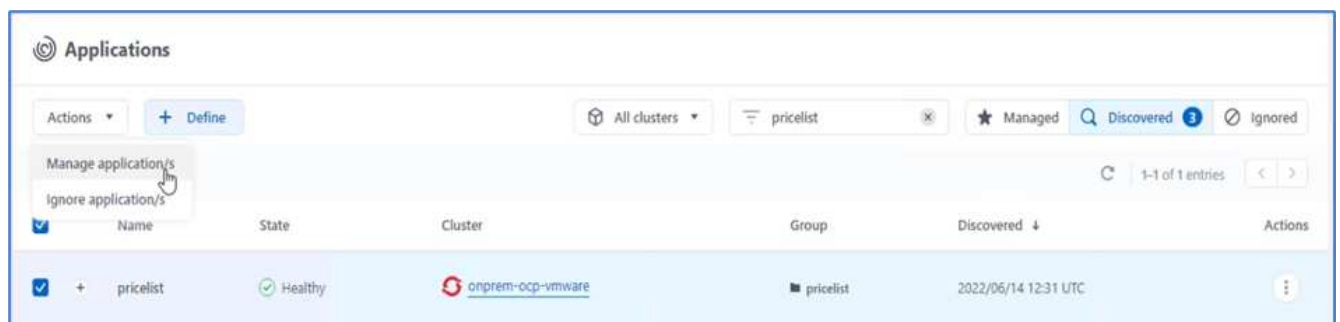 Applications
Actions + Define All clusters pricelist Managed Discovered 3 Ignored
Manage application/s
1-1 of 1 entries
Ignore application/s
Name State Cluster Group Discovered ↓ Actions
+ pricelist Healthy onprem-ocp-vmware pricelist 2022/06/14 12:31 UTC